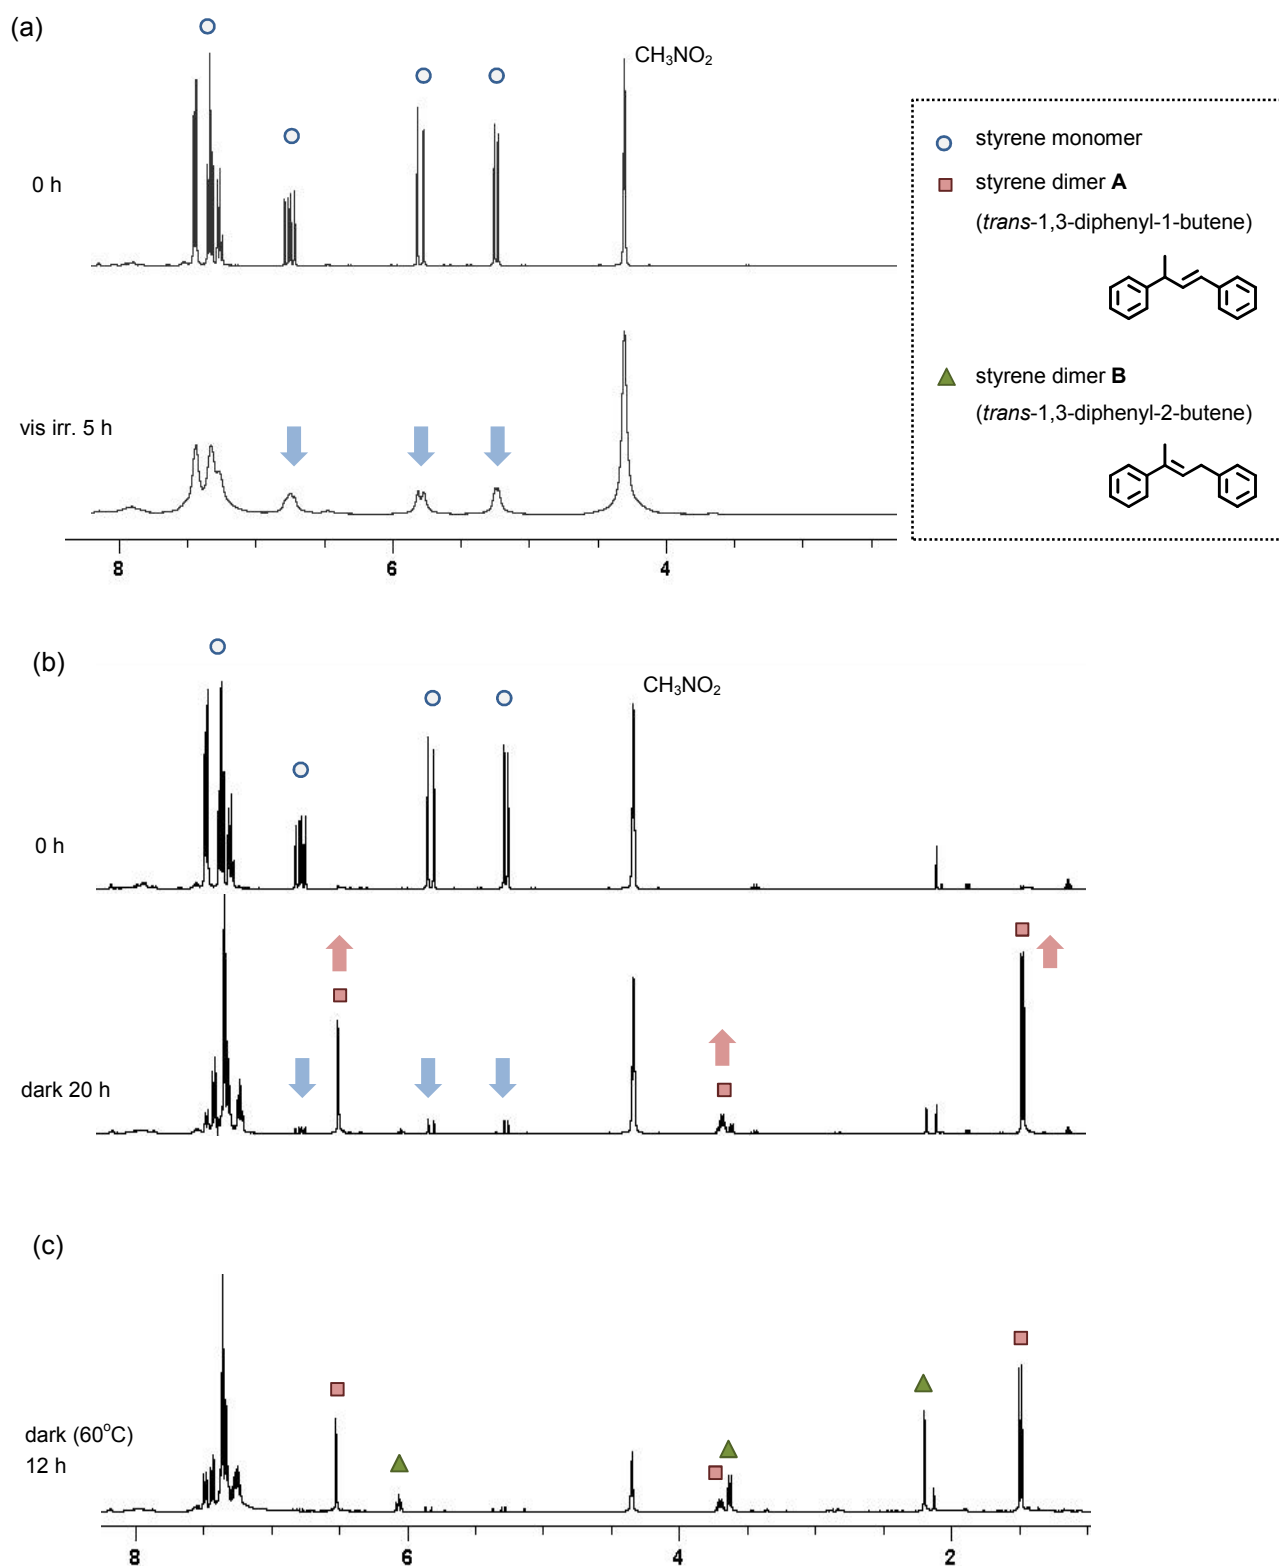 (a)
CH₃NO₂
0 h
vis irr. 5 h
8 6 4
styrene monomer
styrene dimer A
(trans-1,3-diphenyl-1-butene)
styrene dimer B
(trans-1,3-diphenyl-2-butene)
(b)
CH₃NO₂
0 h
dark 20 h
(c)
dark (60°C)
12 h
8 6 4 2